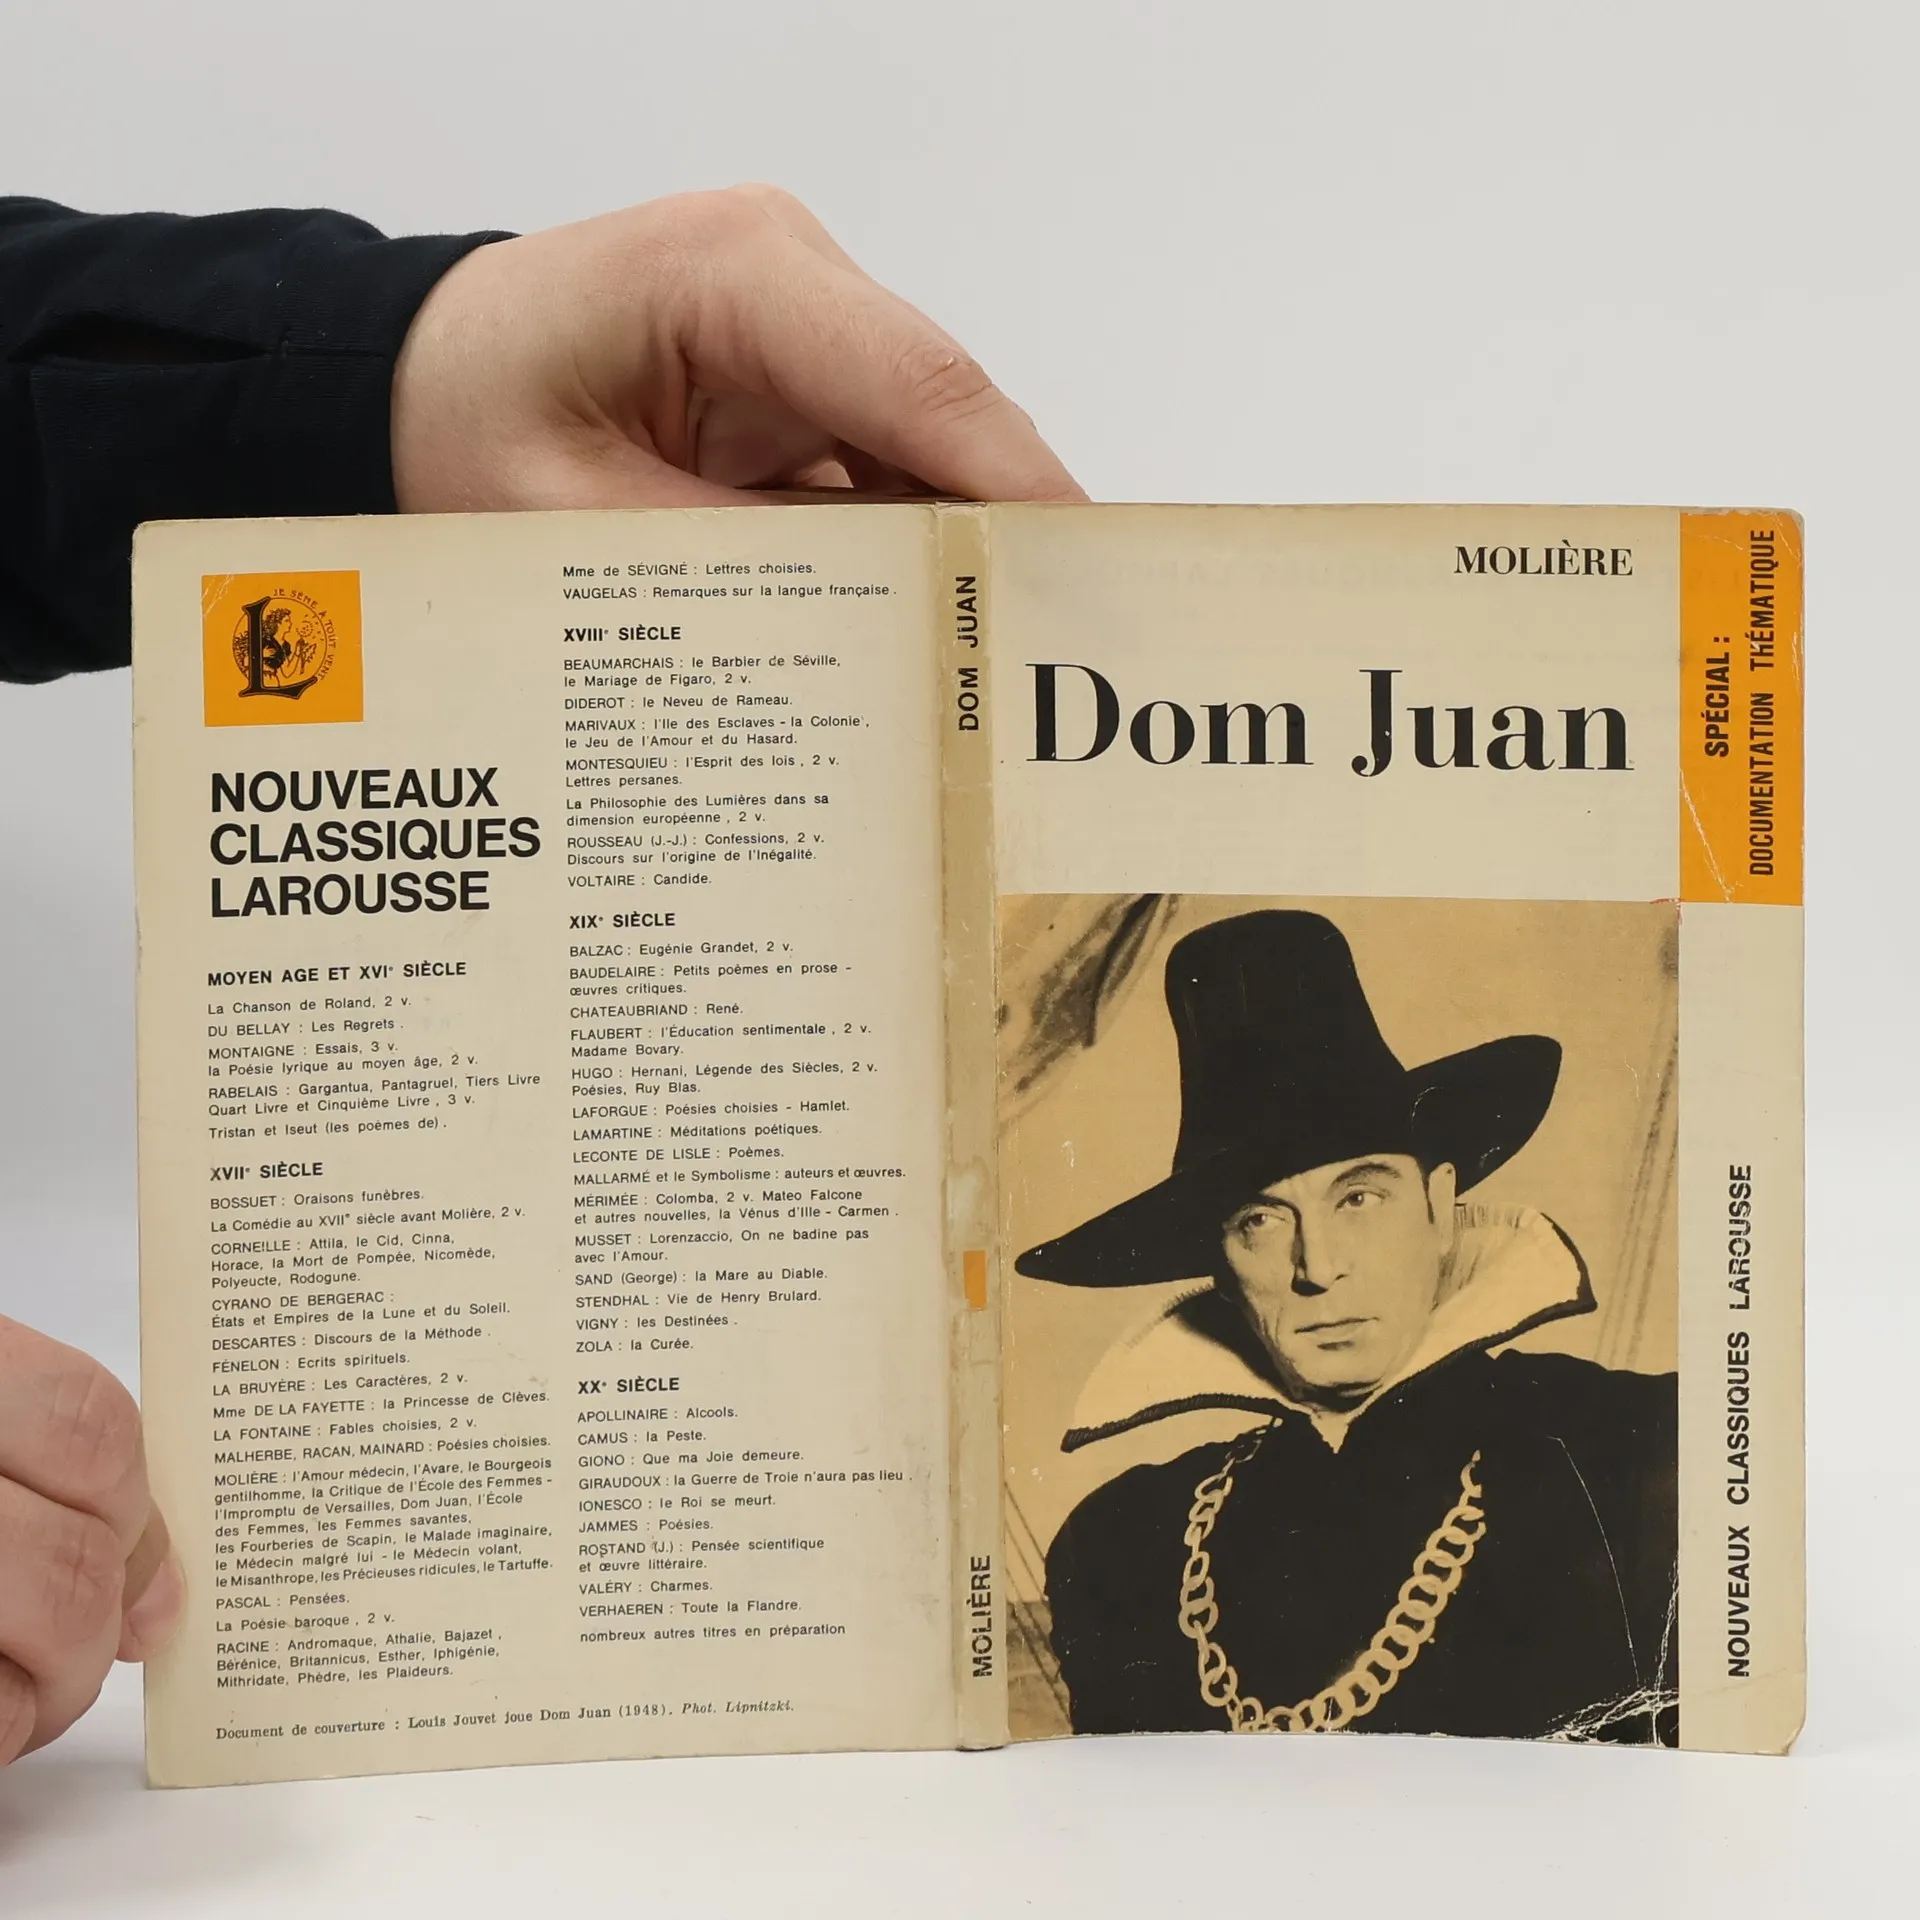 JE SÈME À TOUT VENT
NOUVEAUX
CLASSIQUES
LAROUSSE
MOYEN AGE ET XVIe SIÈCLE
La Chanson de Roland, 2 v.
DU BELLAY : Les Regrets .
MONTAIGNE : Essais, 3 v.
la Poésie lyrique au moyen âge, 2 v.
RABELAIS : Gargantua, Pantagruel, Tiers Livre
Quart Livre et Cinquième Livre , 3 v.
Tristan et Iseut (les poèmes de) .
XVIIe SIÈCLE
BOSSUET : Oraisons funèbres.
La Comédie au XVIIe siècle avant Molière, 2 v.
CORNEILLE : Attila, le Cid, Cinna,
Horace, la Mort de Pompée, Nicomède,
Polyeucte, Rodogune.
CYRANO DE BERGERAC :
États et Empires de la Lune et du Soleil.
DESCARTES : Discours de la Méthode .
FÉNELON : Ecrits spirituels.
LA BRUYÈRE : Les Caractères, 2 v.
Mme DE LA FAYETTE : la Princesse de Clèves.
LA FONTAINE : Fables choisies, 2 v.
MALHERBE, RACAN, MAINARD : Poésies choisies.
MOLIÈRE : l'Amour médecin, l'Avare, le Bourgeois
gentilhomme, la Critique de l'École des Femmes -
l'Impromptu de Versailles, Dom Juan, l'École
des Femmes, les Femmes savantes,
les Fourberies de Scapin, le Malade imaginaire,
le Médecin malgré lui - le Médecin volant,
le Misanthrope, les Précieuses ridicules, le Tartuffe.
PASCAL : Pensées.
La Poésie baroque , 2 v.
RACINE : Andromaque, Athalie, Bajazet ,
Bérénice, Britannicus, Esther, Iphigénie,
Mithridate, Phèdre, les Plaideurs.
Mme de SÉVIGNÉ : Lettres choisies.
VAUGELAS : Remarques sur la langue française .
XVIIIe SIÈCLE
BEAUMARCHAIS : le Barbier de Séville,
le Mariage de Figaro, 2 v.
DIDEROT : le Neveu de Rameau.
MARIVAUX : l'Ile des Esclaves - la Colonie ,
le Jeu de l'Amour et du Hasard.
MONTESQUIEU : l'Esprit des lois , 2 v.
Lettres persanes.
La Philosophie des Lumières dans sa
dimension européenne , 2 v.
ROUSSEAU (J.-J.) : Confessions, 2 v.
Discours sur l'origine de l'Inégalité.
VOLTAIRE : Candide.
XIXe SIÈCLE
BALZAC : Eugénie Grandet, 2 v.
BAUDELAIRE : Petits poèmes en prose -
œuvres critiques.
CHATEAUBRIAND : René.
FLAUBERT : l'Éducation sentimentale , 2 v.
Madame Bovary.
HUGO : Hernani, Légende des Siècles, 2 v.
Poésies, Ruy Blas.
LAFORGUE : Poésies choisies - Hamlet.
LAMARTINE : Méditations poétiques.
LECONTE DE LISLE : Poèmes.
MALLARMÉ et le Symbolisme : auteurs et œuvres.
MÉRIMÉE : Colomba, 2 v. Mateo Falcone
et autres nouvelles, la Vénus d'Ille - Carmen .
MUSSET : Lorenzaccio, On ne badine pas
avec l'Amour.
SAND (George) : la Mare au Diable.
STENDHAL : Vie de Henry Brulard.
VIGNY : les Destinées .
ZOLA : la Curée.
XXe SIÈCLE
APOLLINAIRE : Alcools.
CAMUS : la Peste.
GIONO : Que ma Joie demeure.
GIRAUDOUX : la Guerre de Troie n'aura pas lieu .
IONESCO : le Roi se meurt.
JAMMES : Poésies.
ROSTAND (J.) : Pensée scientifique
et œuvre littéraire.
VALÉRY : Charmes.
VERHAEREN : Toute la Flandre.
nombreux autres titres en préparation
Document de couverture : Louis Jouvet joue Dom Juan (1948). Phot. Lipnitzki.
DOM JUAN
MOLIÈRE
MOLIÈRE
Dom Juan
SPÉCIAL :
DOCUMENTATION THÉMATIQUE
NOUVEAUX CLASSIQUES LAROUSSE